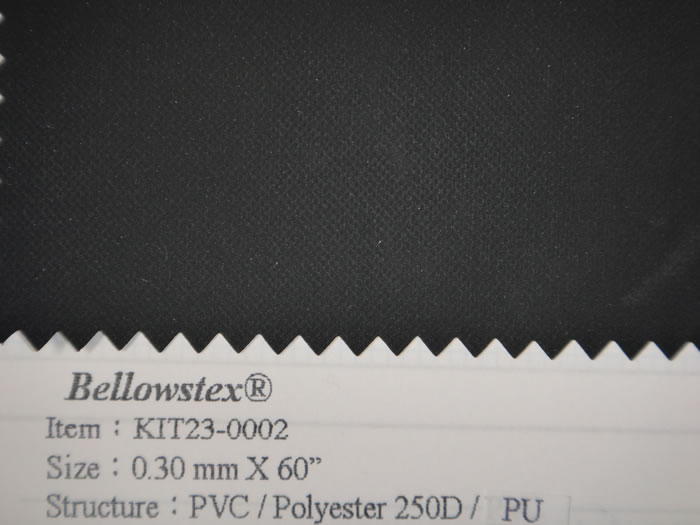 Bellowstex®
Item：KIT23-0002
Size：0.30 mm X 60”
Structure：PVC / Polyester 250D / PU